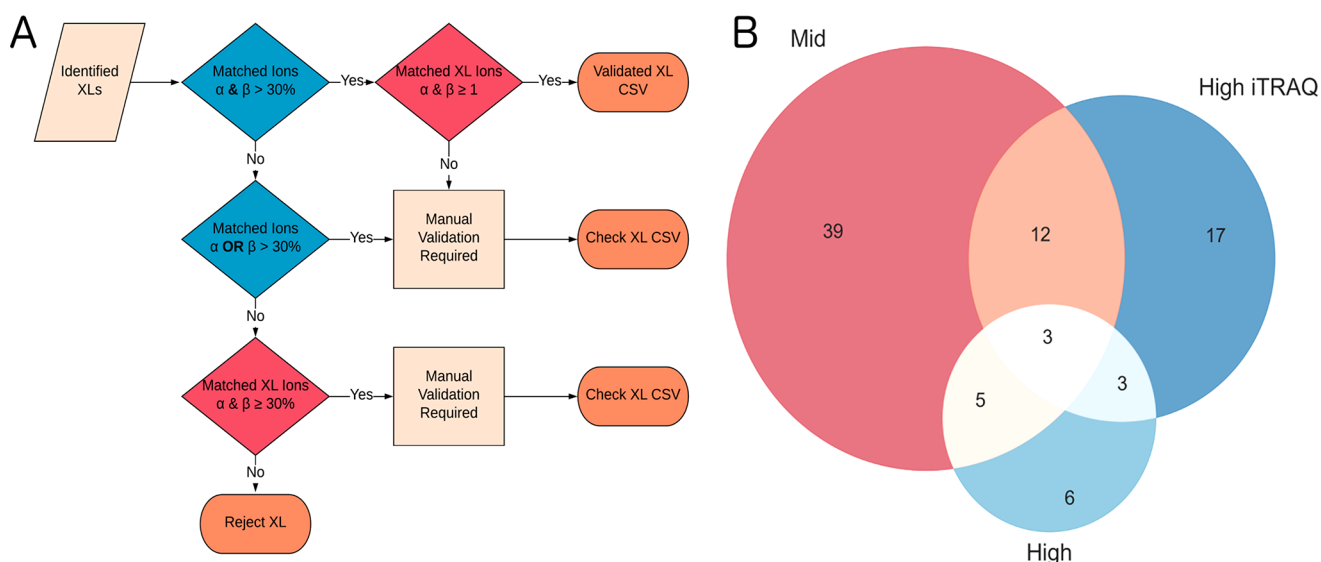 A
Identified
XLs
Matched Ions
α & β > 30%
Yes
Matched XL Ions
α & β ≥ 1
Yes
Validated XL
CSV
No
No
Matched Ions
α OR β > 30%
Yes
Manual
Validation
Required
Check XL CSV
No
Matched XL Ions
α & β ≥ 30%
Yes
Manual
Validation
Required
Check XL CSV
No
Reject XL
B
Mid
High iTRAQ
39
12
17
3
5
3
6
High